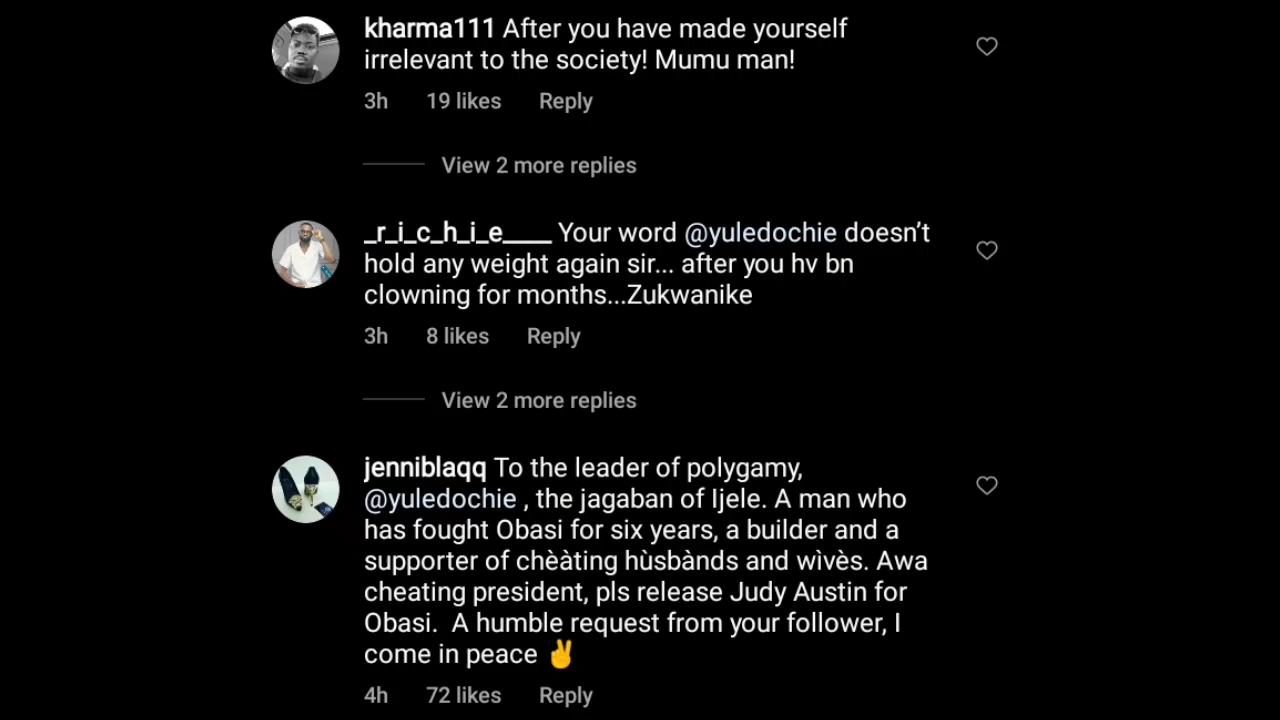 kharma111 After you have made yourself
irrelevant to the society! Mumu man!
3h 19 likes Reply
View 2 more replies
_r_i_c_h_i_e____ Your word @yuledochie doesn’t
hold any weight again sir... after you hv bn
clowning for months...Zukwanike
3h 8 likes Reply
View 2 more replies
jenniblaqq To the leader of polygamy,
@yuledochie , the jagaban of Ijele. A man who
has fought Obasi for six years, a builder and a
supporter of chèàting hùsbànds and wìvès. Awa
cheating president, pls release Judy Austin for
Obasi.  A humble request from your follower, I
come in peace ✌️
4h 72 likes Reply